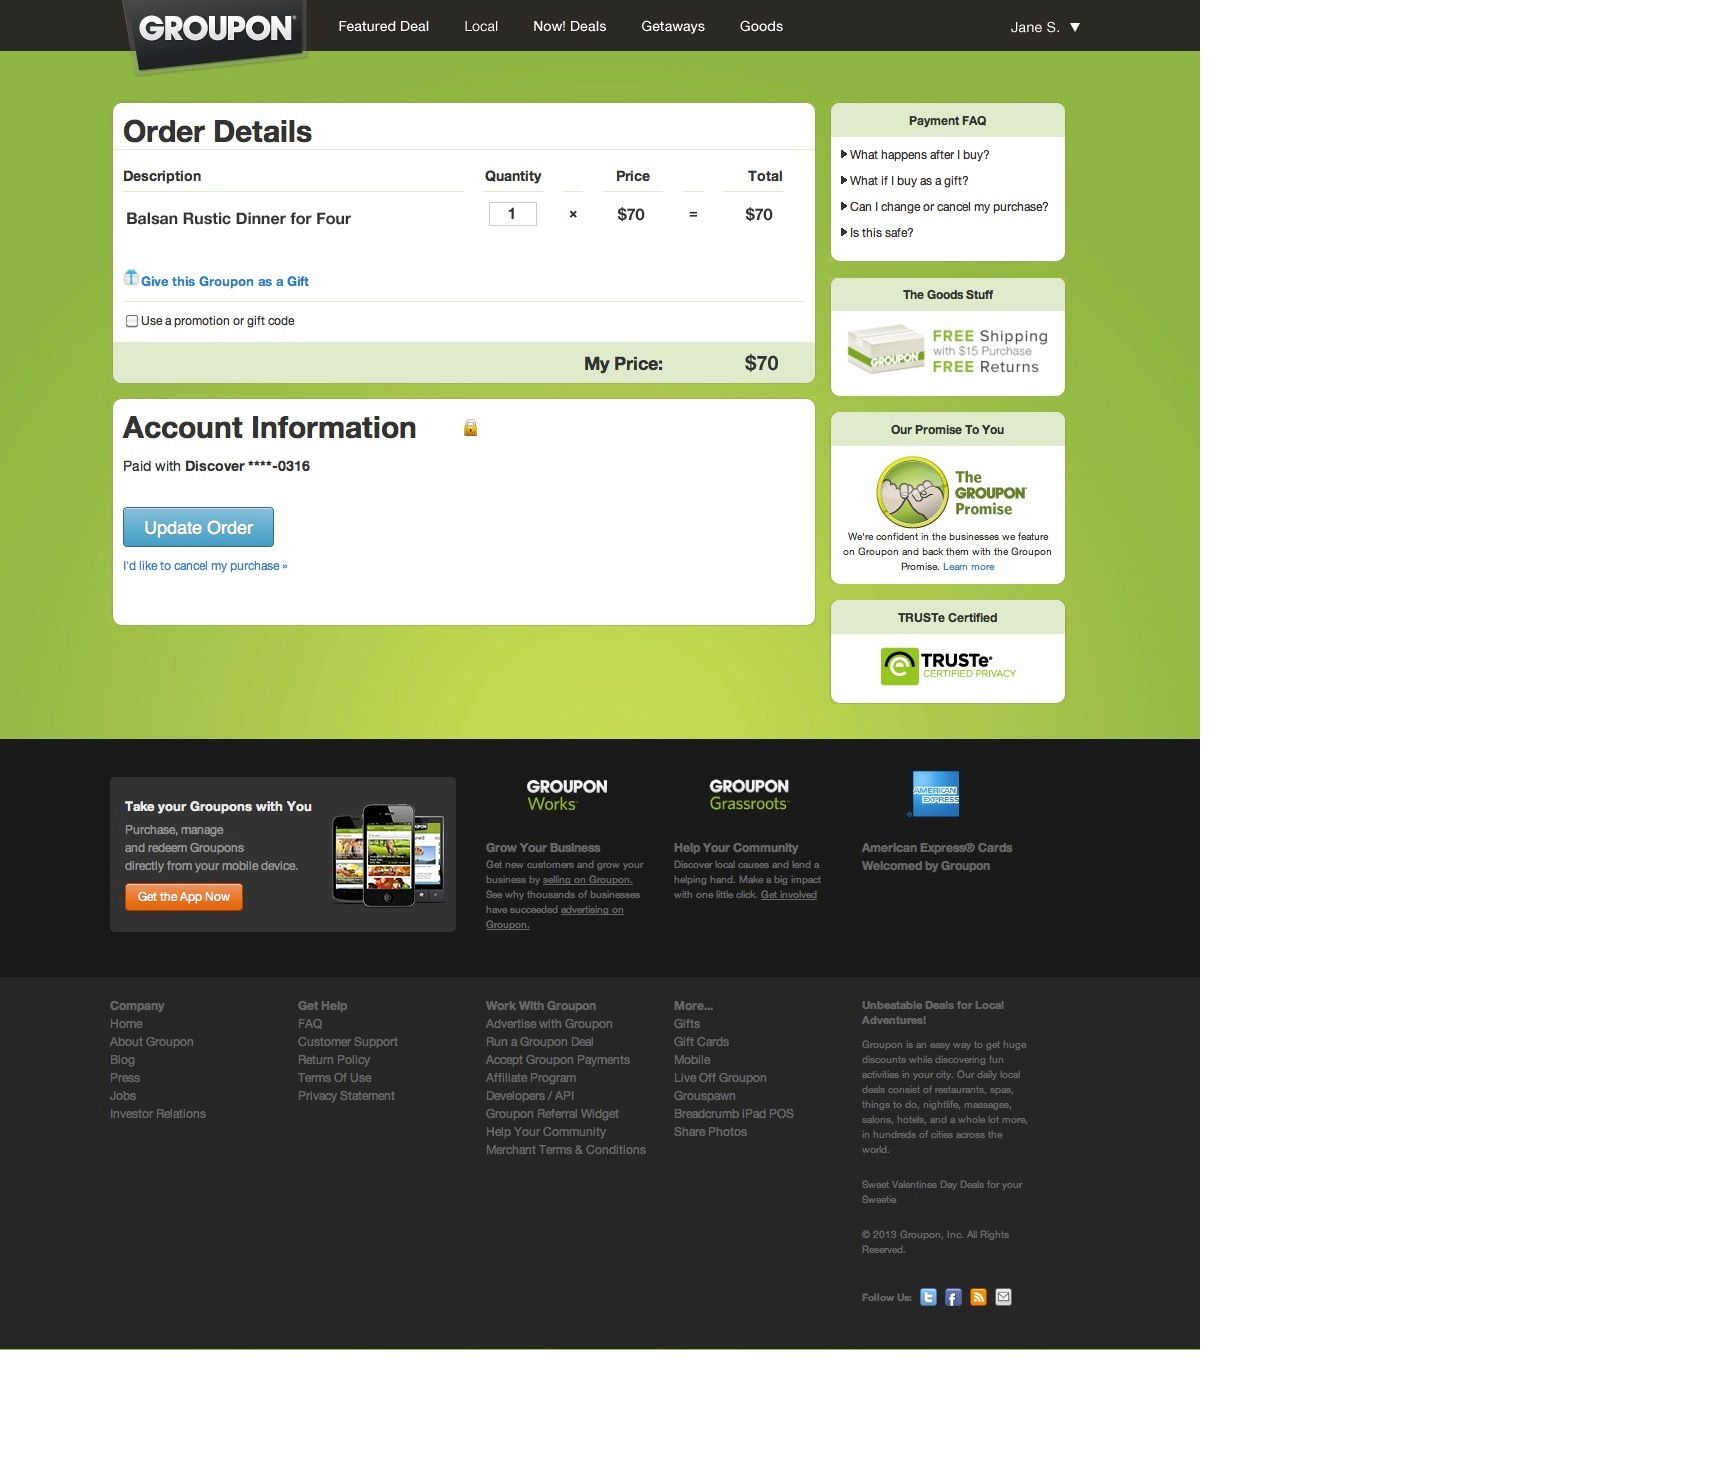 GROUPON
Featured Deal
Local
Now! Deals
Getaways
Goods
Jane S. ▼
Order Details
Description Quantity Price Total
Balsan Rustic Dinner for Four 1 × $70 = $70
Give this Groupon as a Gift
Use a promotion or gift code
My Price: $70
Account Information
Paid with Discover ****-0316
Update Order
I'd like to cancel my purchase »
Payment FAQ
What happens after I buy?
What if I buy as a gift?
Can I change or cancel my purchase?
Is this safe?
The Goods Stuff
GROUPON
FREE Shipping
with $15 Purchase
FREE Returns
Our Promise To You
The
GROUPON
Promise
We're confident in the businesses we feature
on Groupon and back them with the Groupon
Promise. Learn more
TRUSTe Certified
TRUSTe
CERTIFIED PRIVACY
Take your Groupons with You
Purchase, manage
and redeem Groupons
directly from your mobile device.
Get the App Now
GROUPON
Works™
Grow Your Business
Get new customers and grow your
business by selling on Groupon.
See why thousands of businesses
have succeeded advertising on
Groupon.
GROUPON
Grassroots™
Help Your Community
Discover local causes and lend a
helping hand. Make a big impact
with one little click. Get involved
AMERICAN
EXPRESS
®
American Express® Cards
Welcomed by Groupon
Company
Home
About Groupon
Blog
Press
Jobs
Investor Relations
Get Help
FAQ
Customer Support
Return Policy
Terms Of Use
Privacy Statement
Work With Groupon
Advertise with Groupon
Run a Groupon Deal
Accept Groupon Payments
Affiliate Program
Developers / API
Groupon Referral Widget
Help Your Community
Merchant Terms & Conditions
More...
Gifts
Gift Cards
Mobile
Live Off Groupon
Grouspawn
Breadcrumb iPad POS
Share Photos
Unbeatable Deals for Local
Adventures!
Groupon is an easy way to get huge
discounts while discovering fun
activities in your city. Our daily local
deals consist of restaurants, spas,
things to do, nightlife, massages,
salons, hotels, and a whole lot more,
in hundreds of cities across the
world.
Sweet Valentines Day Deals for your
Sweetie
© 2013 Groupon, Inc. All Rights
Reserved.
Follow Us: